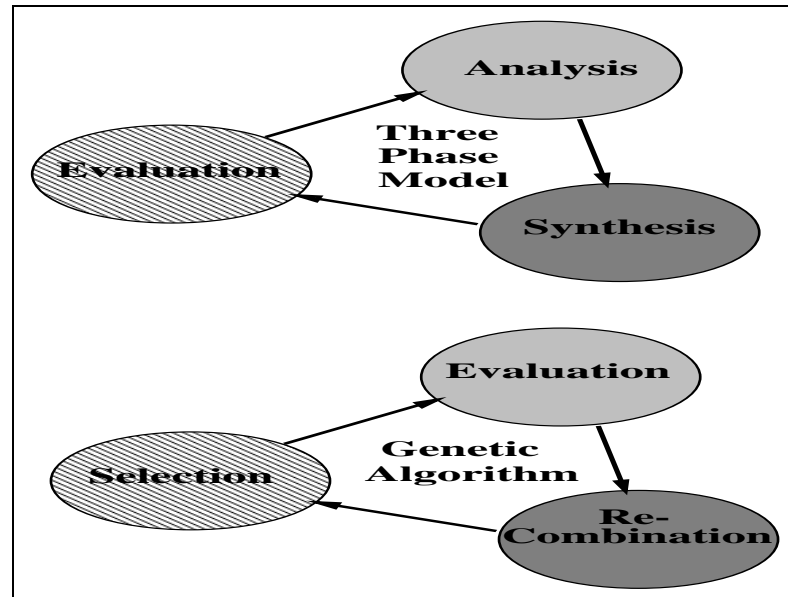 Analysis
Three
Phase
Model
Evaluation
Synthesis
Evaluation
Genetic
Algorithm
Selection
Re-
Combination